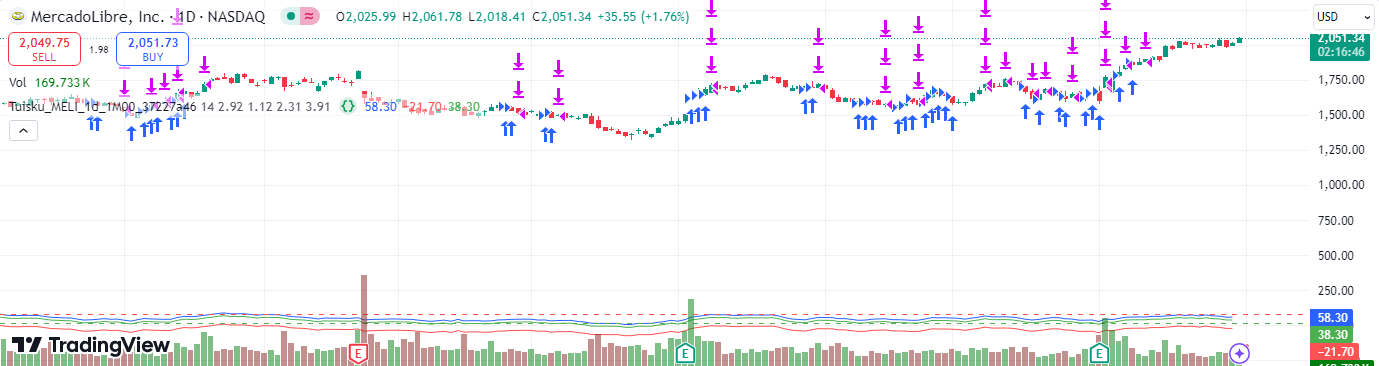 MercadoLibre, Inc. · 1D · NASDAQ O2,025.99 H2,061.78 L2,018.41 C2,051.34 +35.55 (+1.76%)
USD
2,049.75 1.98 2,051.73
SELL BUY
2,051.34
02:16:46
Vol 169.733 K
1,750.00
Tuisku_MELI_1d_1M00_37227a46 14 2.92 1.12 2.31 3.91 58.30 −21.70 38.30
1,500.00
1,250.00
1,000.00
750.00
500.00
250.00
58.30
38.30
−21.70
TradingView
E E E
169.733 K